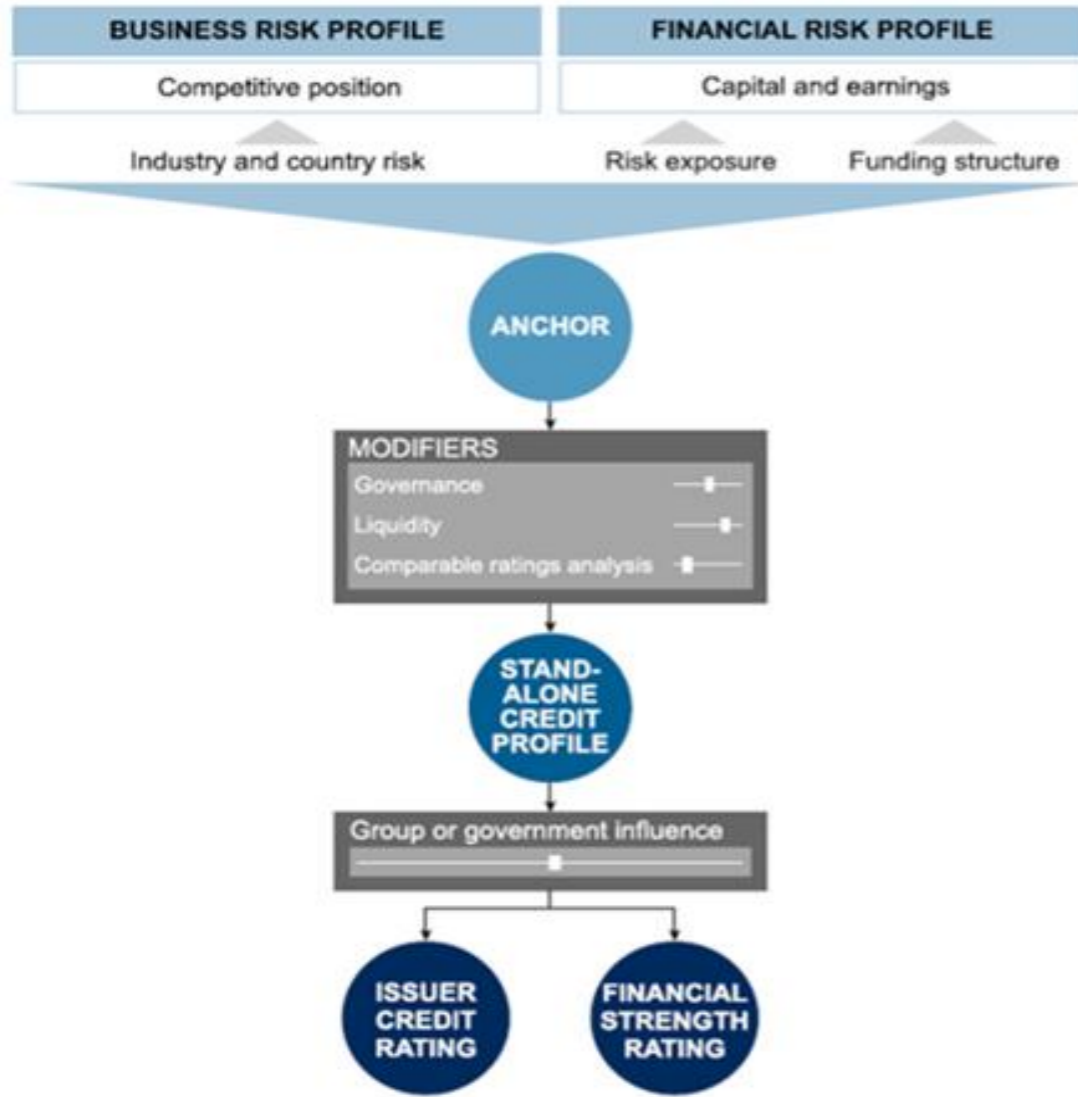 BUSINESS RISK PROFILE
FINANCIAL RISK PROFILE
Competitive position
Capital and earnings
Industry and country risk
Risk exposure
Funding structure
ANCHOR
MODIFIERS
Governance
Liquidity
Comparable ratings analysis
STAND-
ALONE
CREDIT
PROFILE
Group or government influence
ISSUER
CREDIT
RATING
FINANCIAL
STRENGTH
RATING